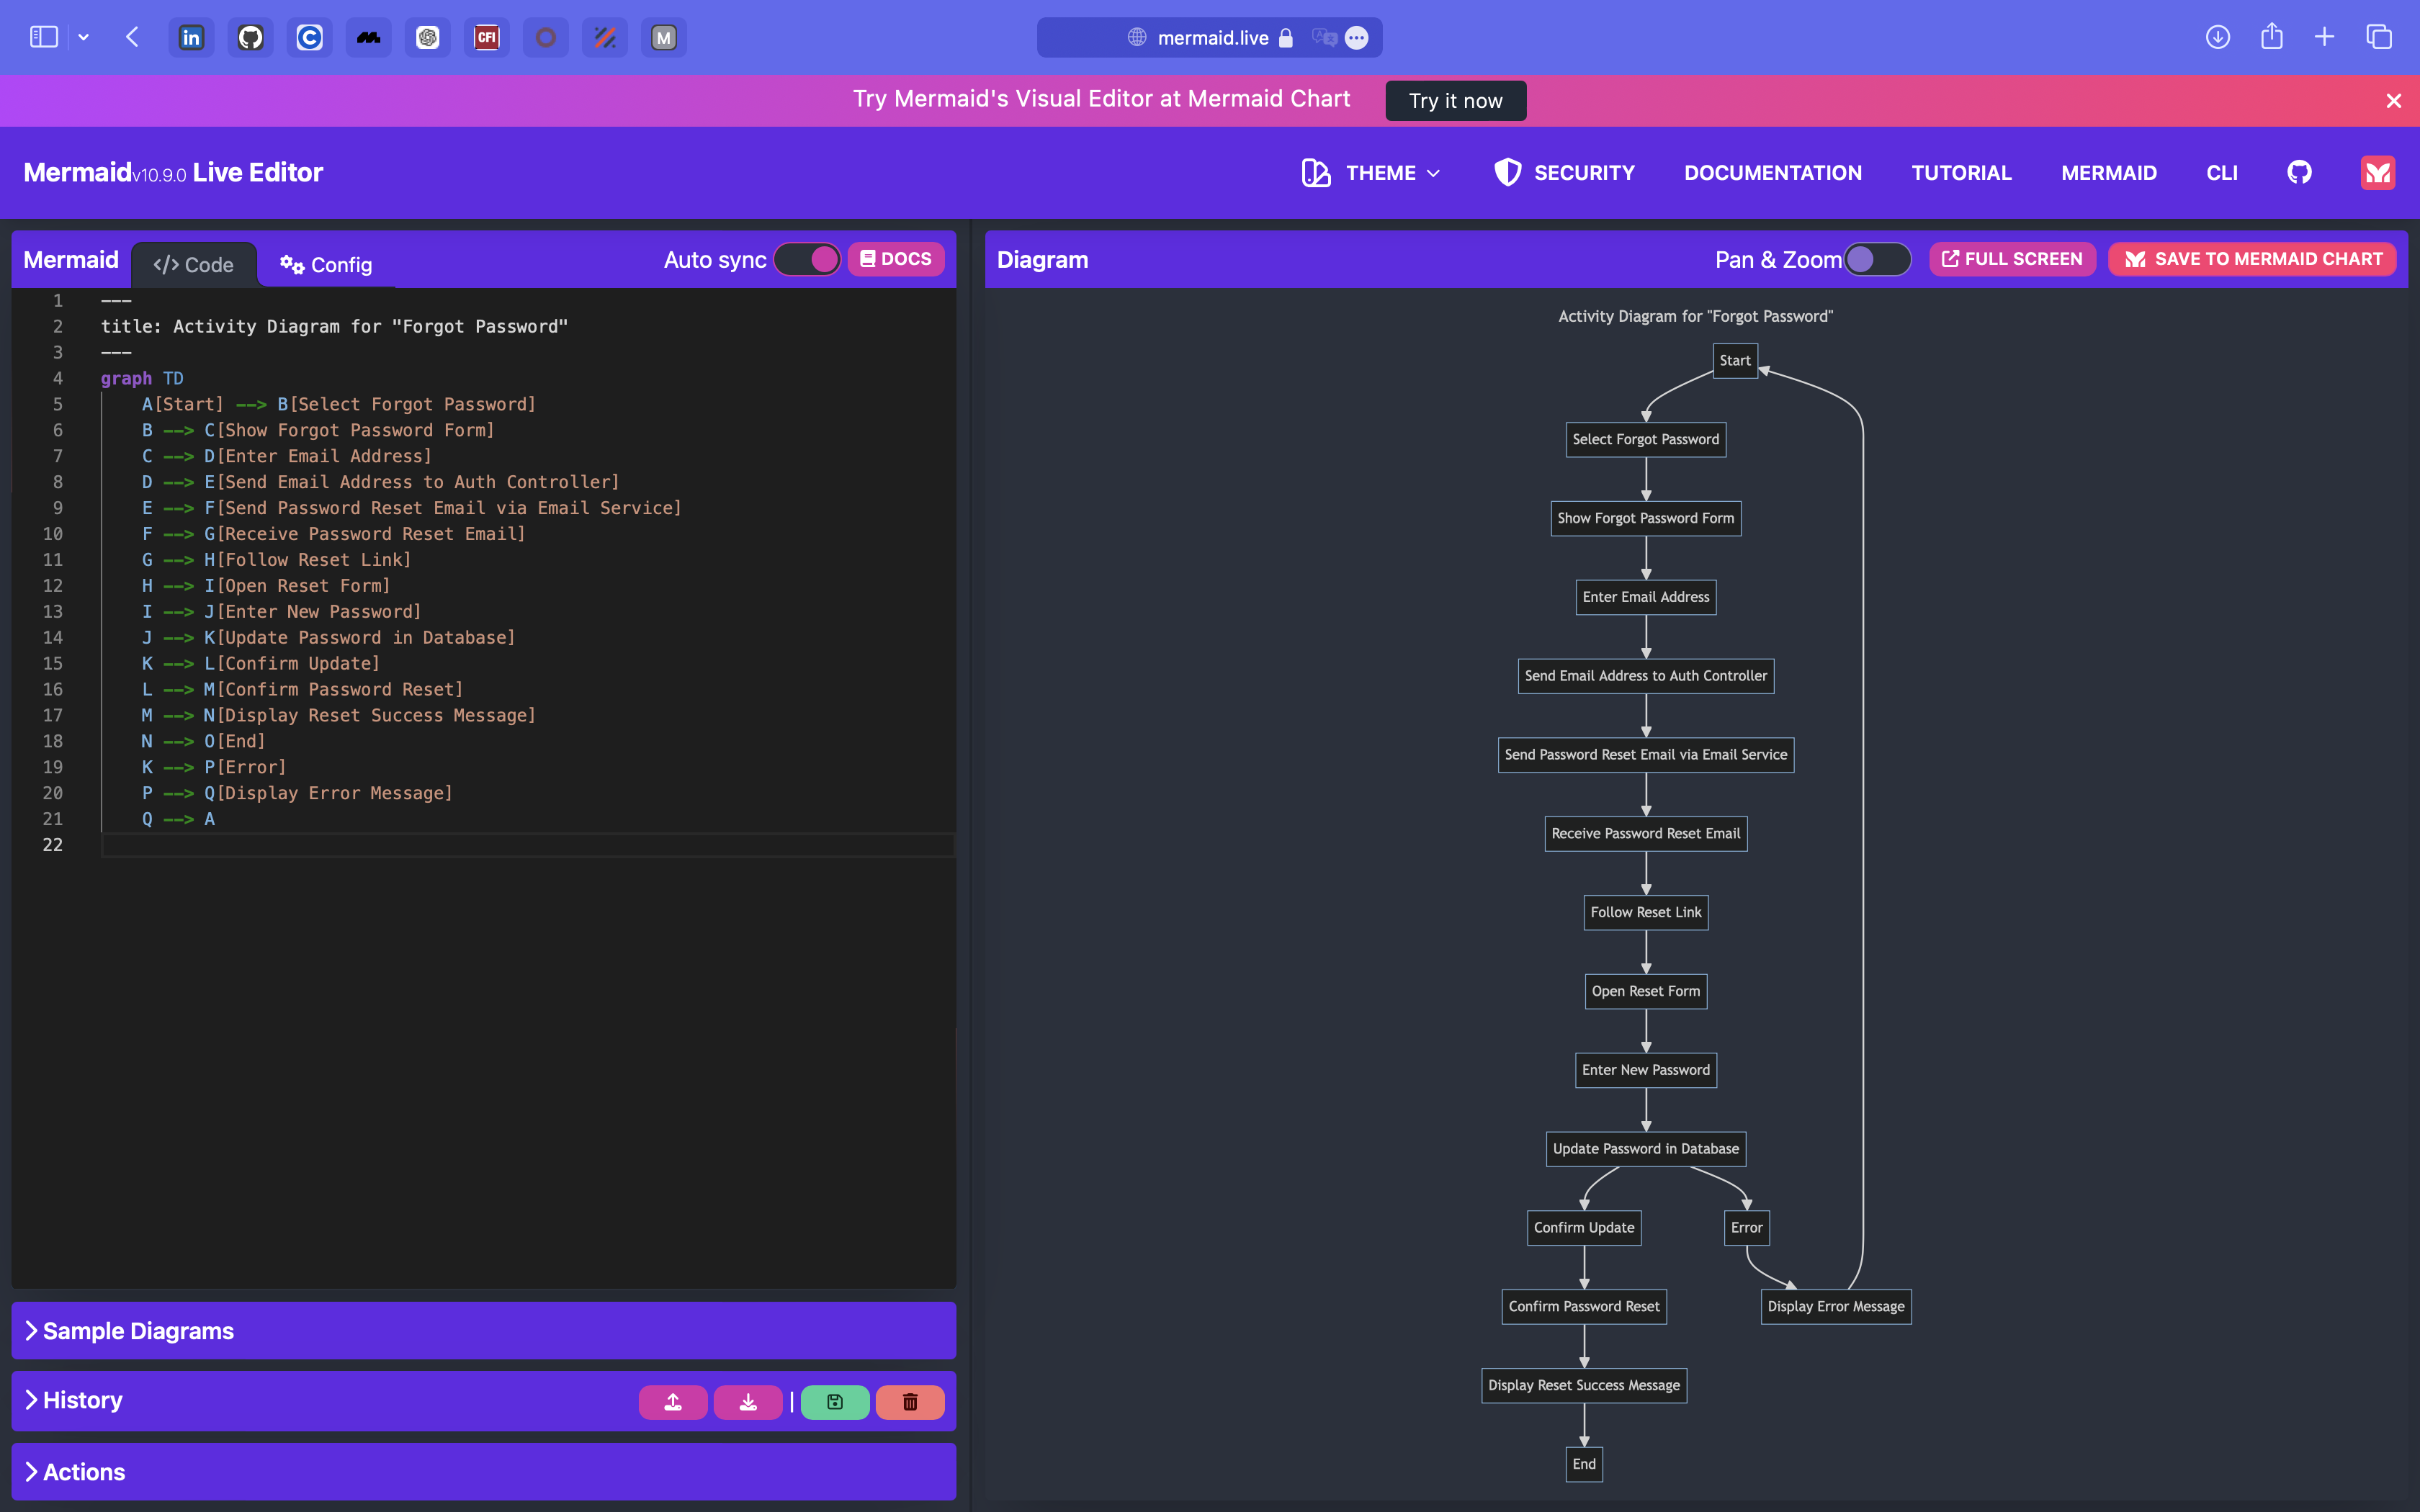 in
CFI
M
mermaid.live
Try Mermaid's Visual Editor at Mermaid Chart
Try it now
Mermaidv10.9.0 Live Editor
THEME
SECURITY
DOCUMENTATION
TUTORIAL
MERMAID
CLI
Mermaid
</> Code
Config
Auto sync
DOCS
1 ---
2 title: Activity Diagram for "Forgot Password"
3 ---
4 graph TD
5 A[Start] --> B[Select Forgot Password]
6 B --> C[Show Forgot Password Form]
7 C --> D[Enter Email Address]
8 D --> E[Send Email Address to Auth Controller]
9 E --> F[Send Password Reset Email via Email Service]
10 F --> G[Receive Password Reset Email]
11 G --> H[Follow Reset Link]
12 H --> I[Open Reset Form]
13 I --> J[Enter New Password]
14 J --> K[Update Password in Database]
15 K --> L[Confirm Update]
16 L --> M[Confirm Password Reset]
17 M --> N[Display Reset Success Message]
18 N --> O[End]
19 K --> P[Error]
20 P --> Q[Display Error Message]
21 Q --> A
22
Sample Diagrams
History
Actions
Diagram
Pan & Zoom
FULL SCREEN
SAVE TO MERMAID CHART
Activity Diagram for "Forgot Password"
Start
Select Forgot Password
Show Forgot Password Form
Enter Email Address
Send Email Address to Auth Controller
Send Password Reset Email via Email Service
Receive Password Reset Email
Follow Reset Link
Open Reset Form
Enter New Password
Update Password in Database
Confirm Update
Error
Confirm Password Reset
Display Error Message
Display Reset Success Message
End